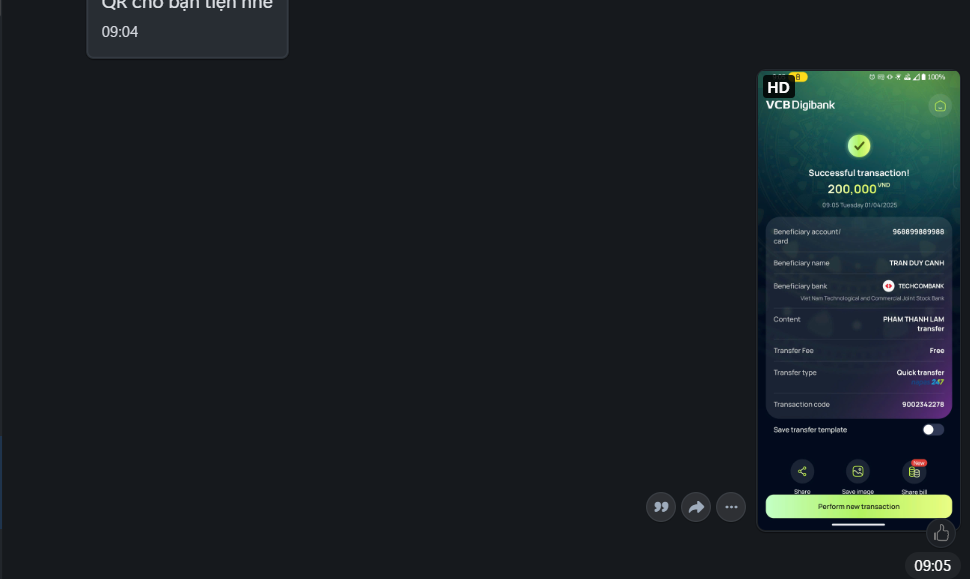 QR cho bạn tiện nhé
09:04
HD
100%
VCB Digibank
Successful transaction!
200,000 VND
09:05 Tuesday 01/04/2025
Beneficiary account/
card
968899889988
Beneficiary name
TRAN DUY CANH
Beneficiary bank
TECHCOMBANK
Viet Nam Technological and Commercial Joint Stock Bank
Content
PHAM THANH LAM
transfer
Transfer Fee
Free
Transfer type
Quick transfer
247
Transaction code
9002342278
Save transfer template
New
Share
Save image
Share bill
Perform new transaction
09:05